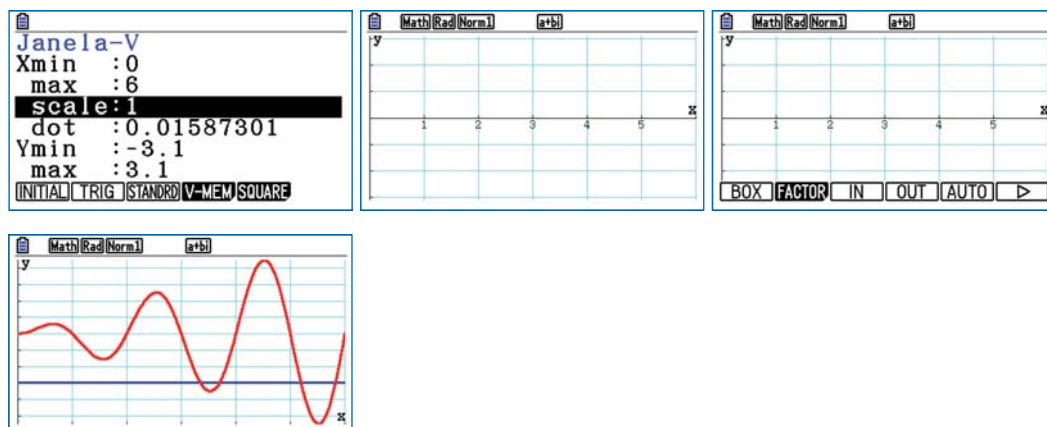 Janela-V
Xmin :0
max :6
scale:1
dot :0.01587301
Ymin :-3.1
max :3.1
INITIAL TRIG STANDRD V-MEM SQUARE
Math Rad Norm1 a+bi
y
x
1 2 3 4 5
Math Rad Norm1 a+bi
y
x
1 2 3 4 5
BOX FACTOR IN OUT AUTO
Math Rad Norm1 a+bi
y
x